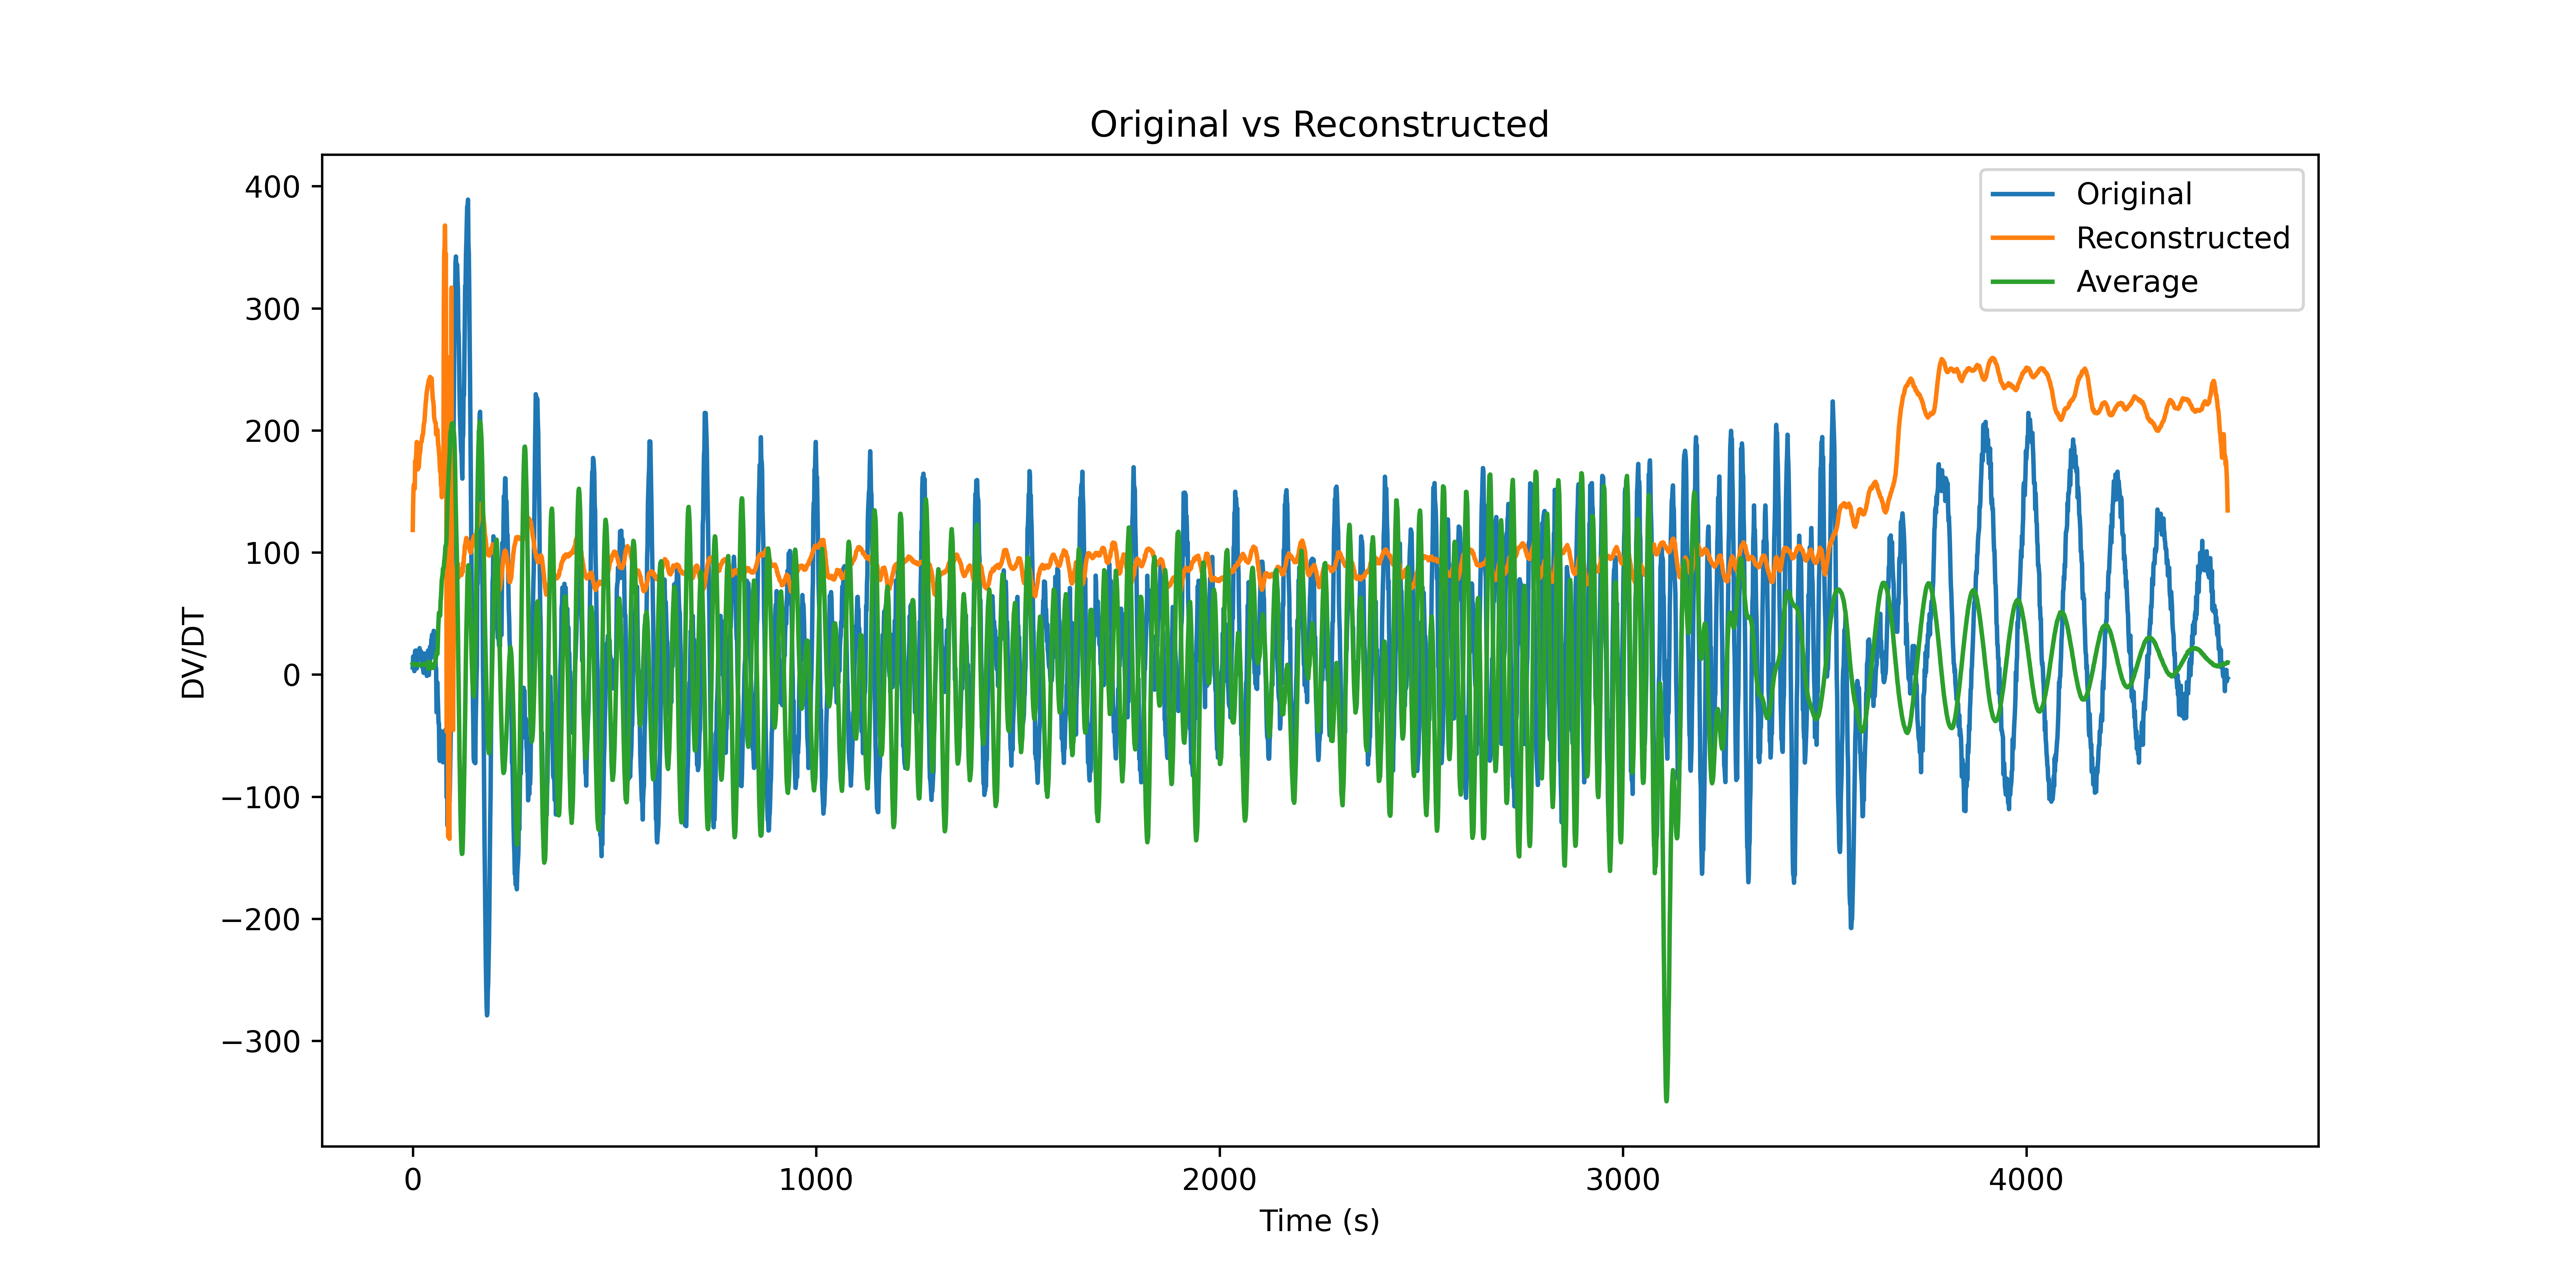 Original vs Reconstructed
Original
Reconstructed
Average
DV/DT
400
300
200
100
0
−100
−200
−300
0
1000
2000
3000
4000
Time (s)